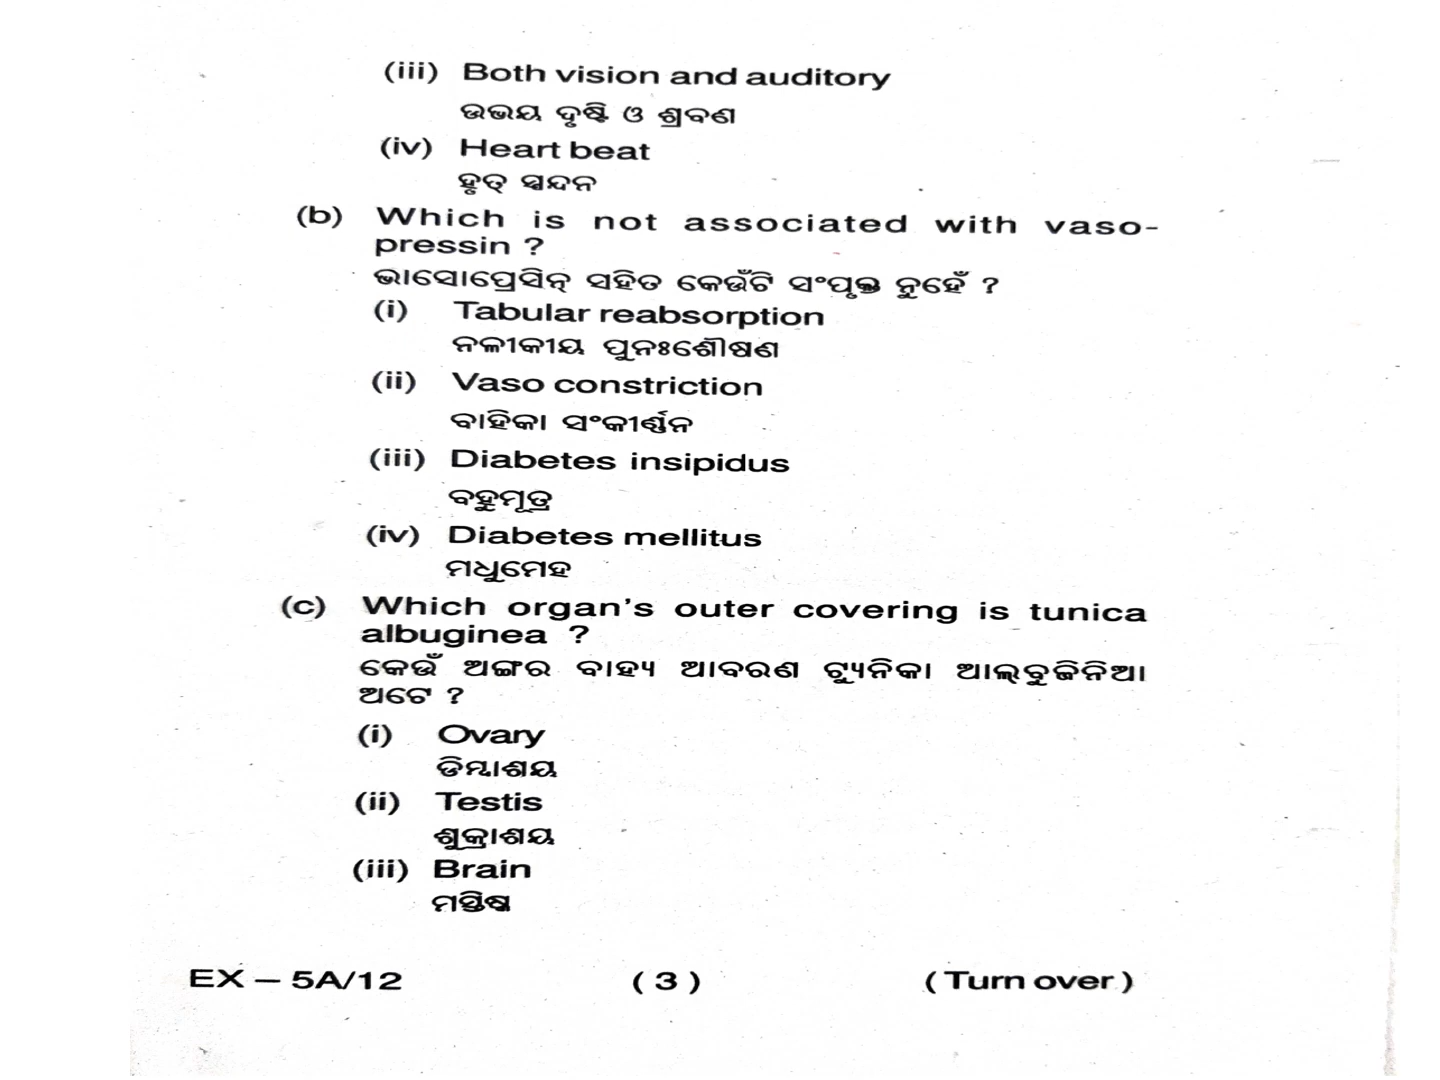 (iii) Both vision and auditory
ଉଭୟ ଦୃଷ୍ଟି ଓ ଶ୍ରବଣ
(iv) Heart beat
ହୃତ୍ ସ୍ପନ୍ଦନ
(b) Which is not associated with vaso-
pressin ?
ଭାସୋପ୍ରେସିନ୍ ସହିତ କେଉଁଟି ସଂପୃକ୍ତ ନୁହେଁ ?
(i) Tabular reabsorption
ନଳୀକୀୟ ପୁନଃଶୌଷଣ
(ii) Vaso constriction
ବାହିକା ସଂକୀର୍ଣ୍ଣନ
(iii) Diabetes insipidus
ବହୁମୂତ୍ର
(iv) Diabetes mellitus
ମଧୁମେହ
(c) Which organ's outer covering is tunica
albuginea ?
କେଉଁ ଅଙ୍ଗର ବାହ୍ୟ ଆବରଣ ଟ୍ୟୁନିକା ଆଲ୍‌ବୁଜିନିଆ
ଅଟେ ?
(i) Ovary
ଡିମ୍ବାଶୟ
(ii) Testis
ଶୁକ୍ରାଶୟ
(iii) Brain
ମସ୍ତିଷ୍କ
EX – 5A/12 ( 3 ) ( Turn over )